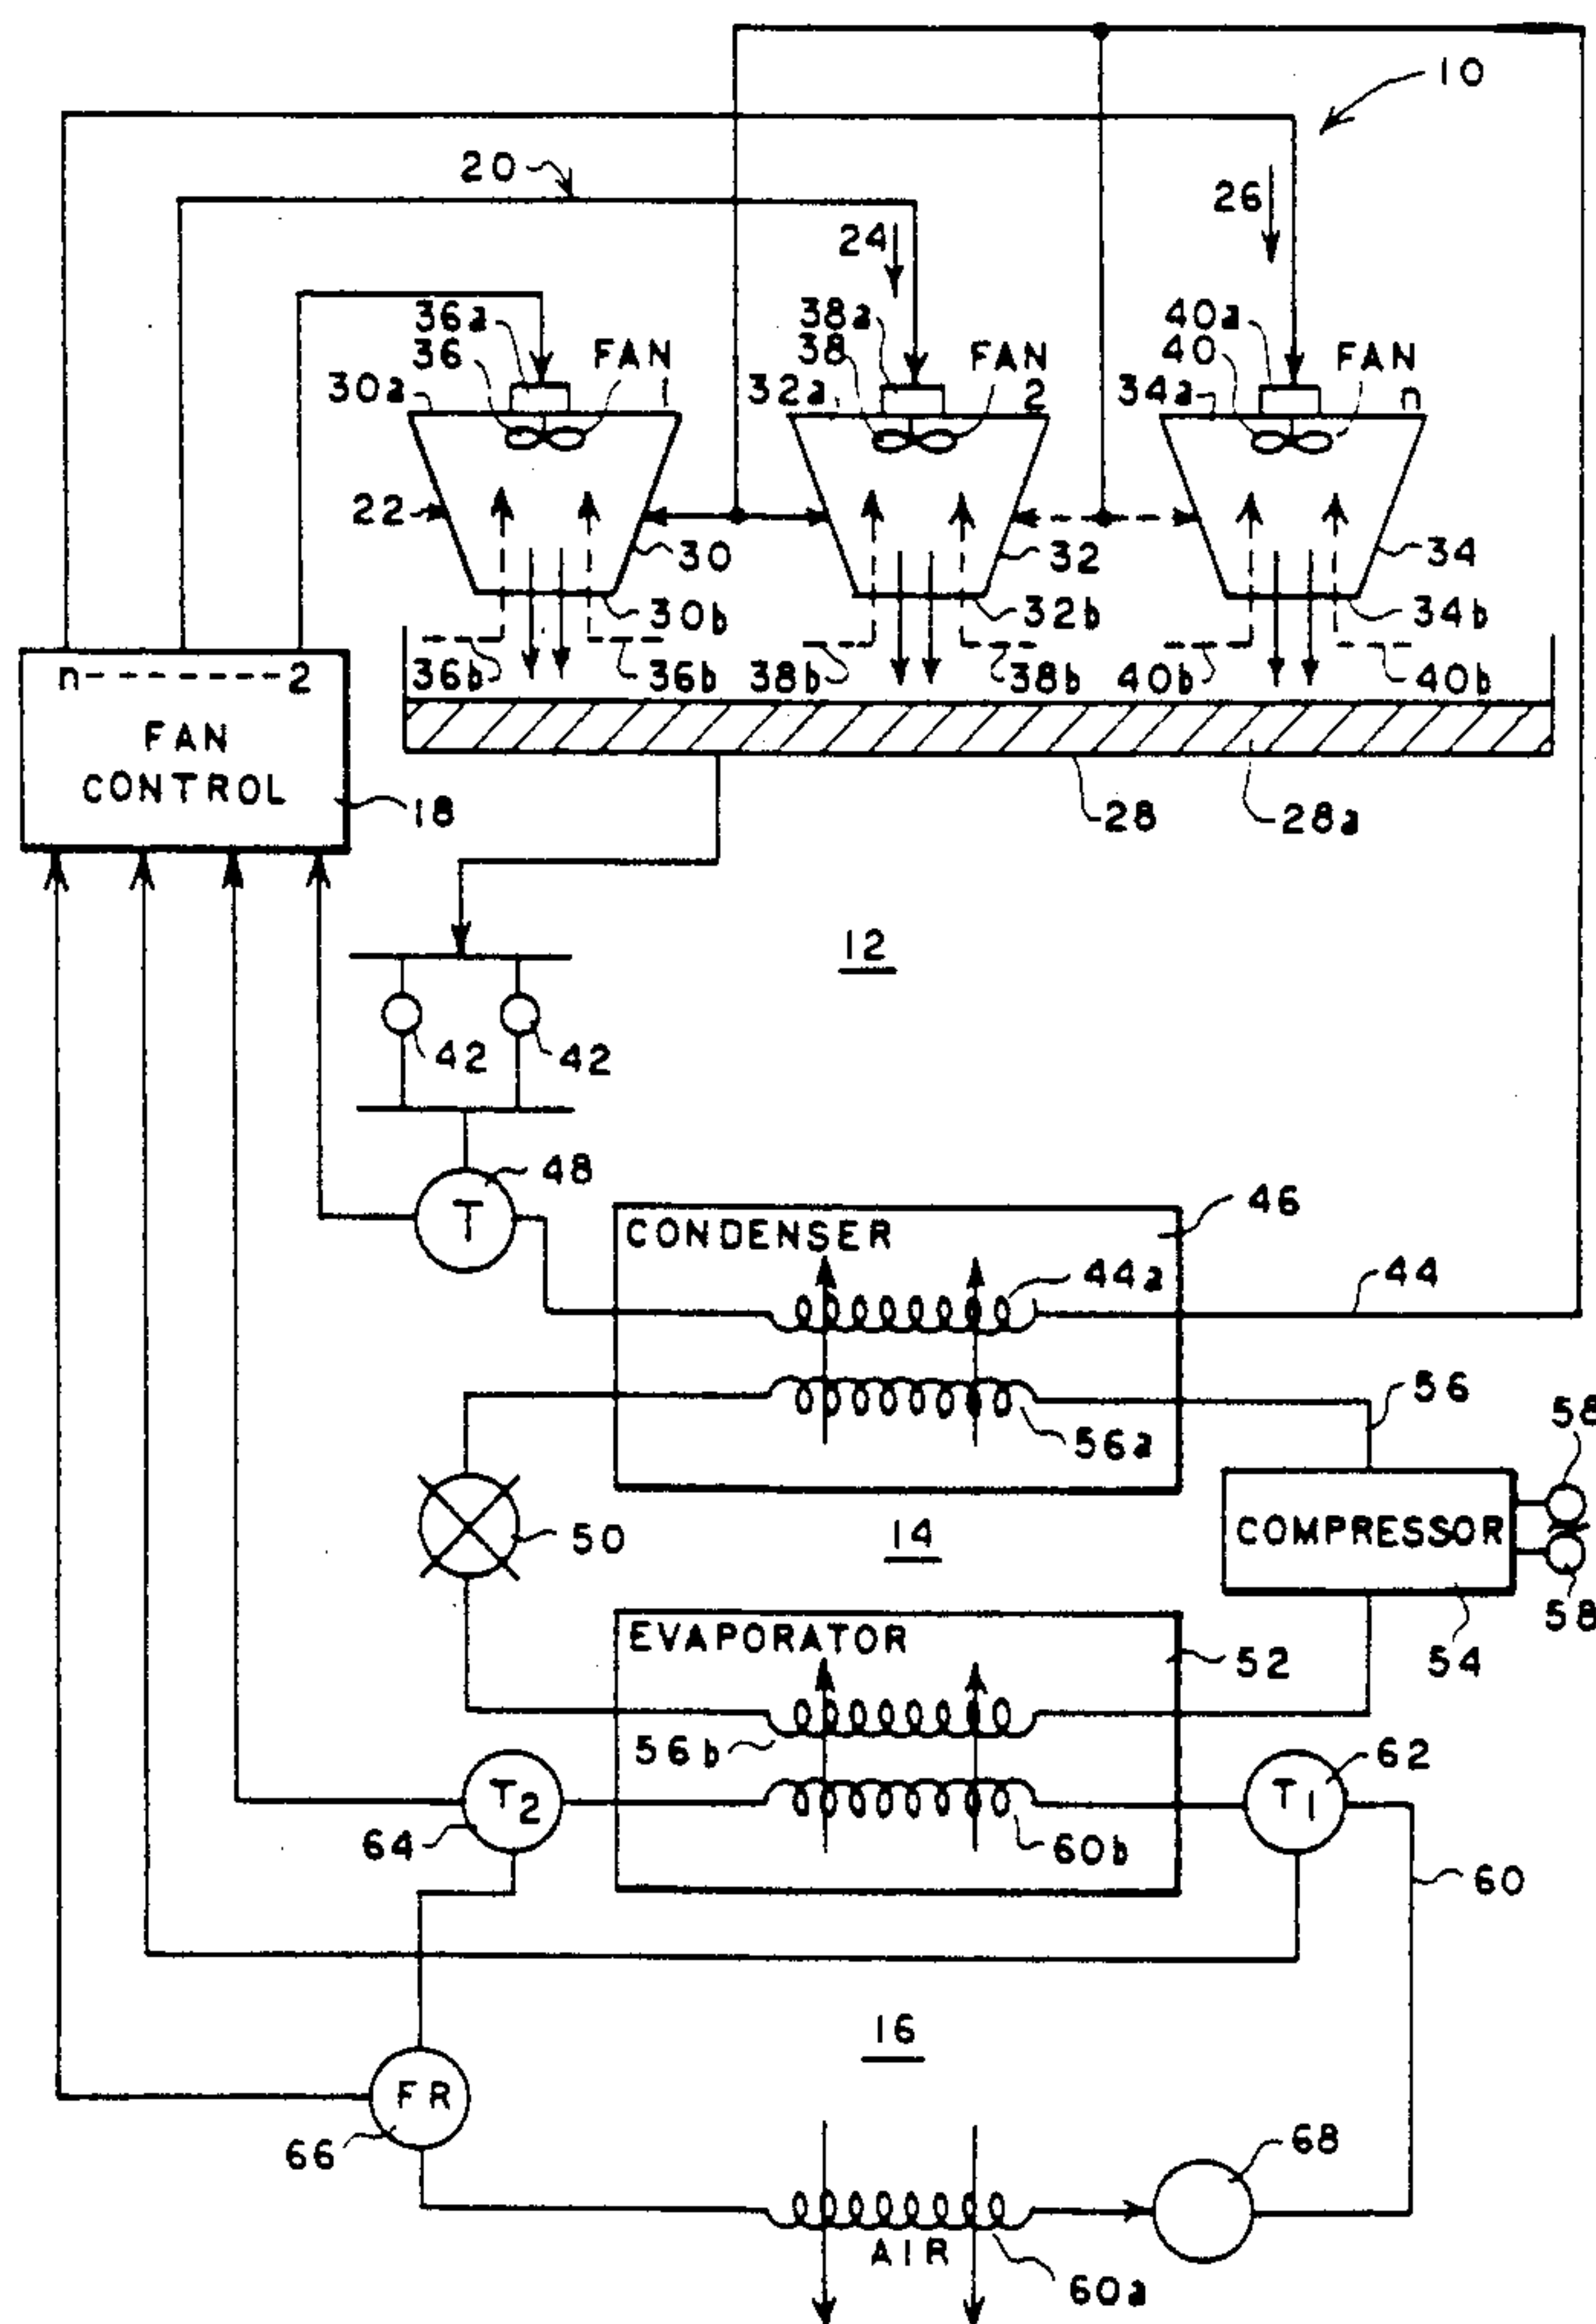 10
20
24
26
36a
36
FAN
1
30a
38a
38
FAN
2
32a
40a
40
FAN
n
34a
22
30
32
34
30b
32b
34b
36b
36b
38b
38b
40b
40b
n-------2
FAN
CONTROL
18
28
28a
12
42
42
48
T
CONDENSER
46
44a
44
56
56a
58
50
14
COMPRESSOR
58
54
EVAPORATOR
52
56b
T2
64
60b
T1
62
60
16
FR
66
68
AIR
60a